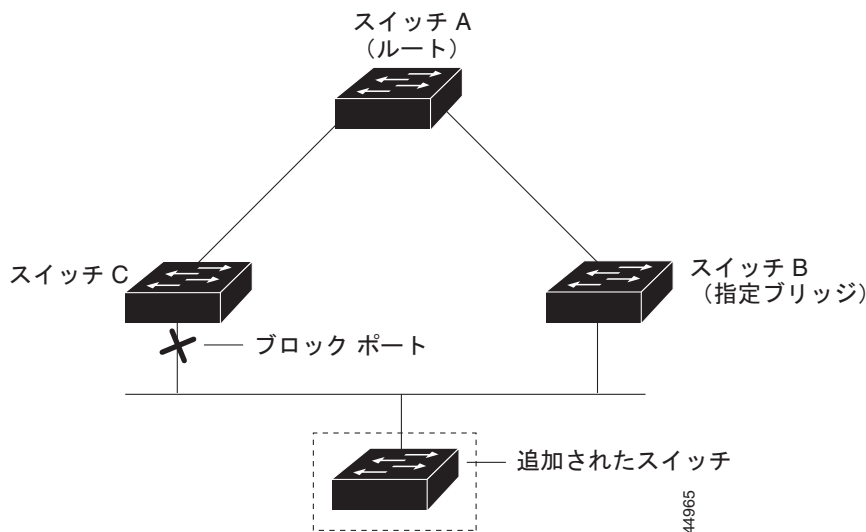 スイッチ A
（ルート）
スイッチ C
スイッチ B
（指定ブリッジ）
ブロック ポート
追加されたスイッチ
44965